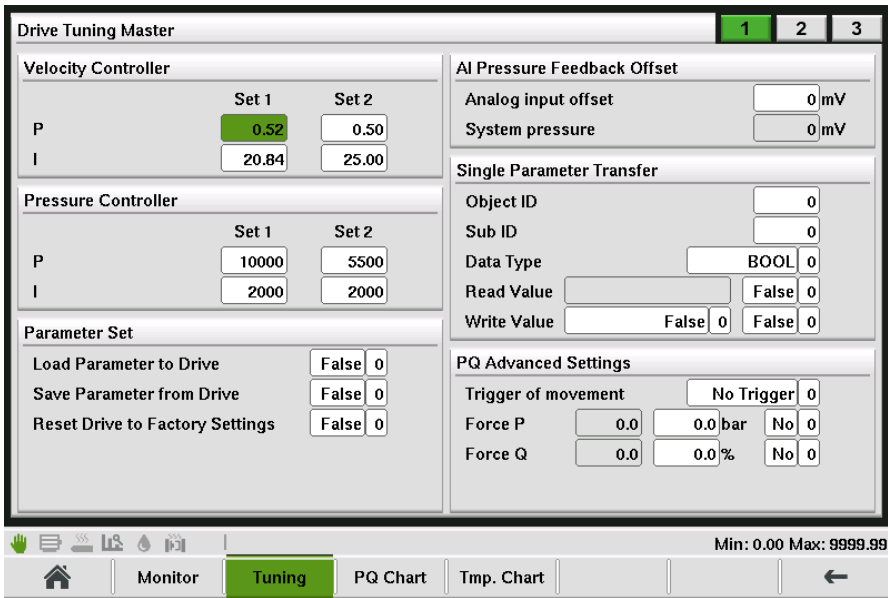 Drive Tuning Master 1 2 3
Velocity Controller
Set 1 Set 2
P 0.52 0.50
I 20.84 25.00
Pressure Controller
Set 1 Set 2
P 10000 5500
I 2000 2000
Parameter Set
Load Parameter to Drive False 0
Save Parameter from Drive False 0
Reset Drive to Factory Settings False 0
AI Pressure Feedback Offset
Analog input offset 0 mV
System pressure 0 mV
Single Parameter Transfer
Object ID 0
Sub ID 0
Data Type BOOL 0
Read Value False 0
Write Value False 0 False 0
PQ Advanced Settings
Trigger of movement No Trigger 0
Force P 0.0 0.0 bar No 0
Force Q 0.0 0.0 % No 0
Min: 0.00 Max: 9999.99
Monitor Tuning PQ Chart Tmp. Chart